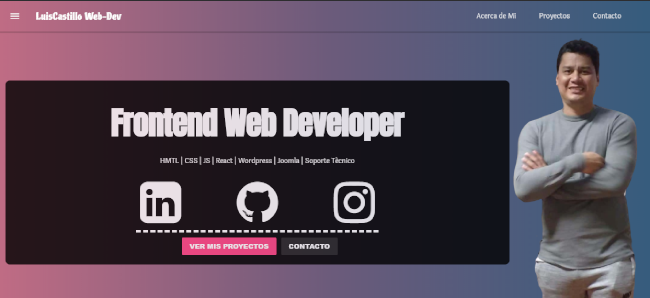 LuisCastillo Web-Dev
Acerca de Mi Proyectos Contacto
Frontend Web Developer
HMTL | CSS | JS | React | Wordpress | Joomla | Soporte Técnico
in
VER MIS PROYECTOS CONTACTO